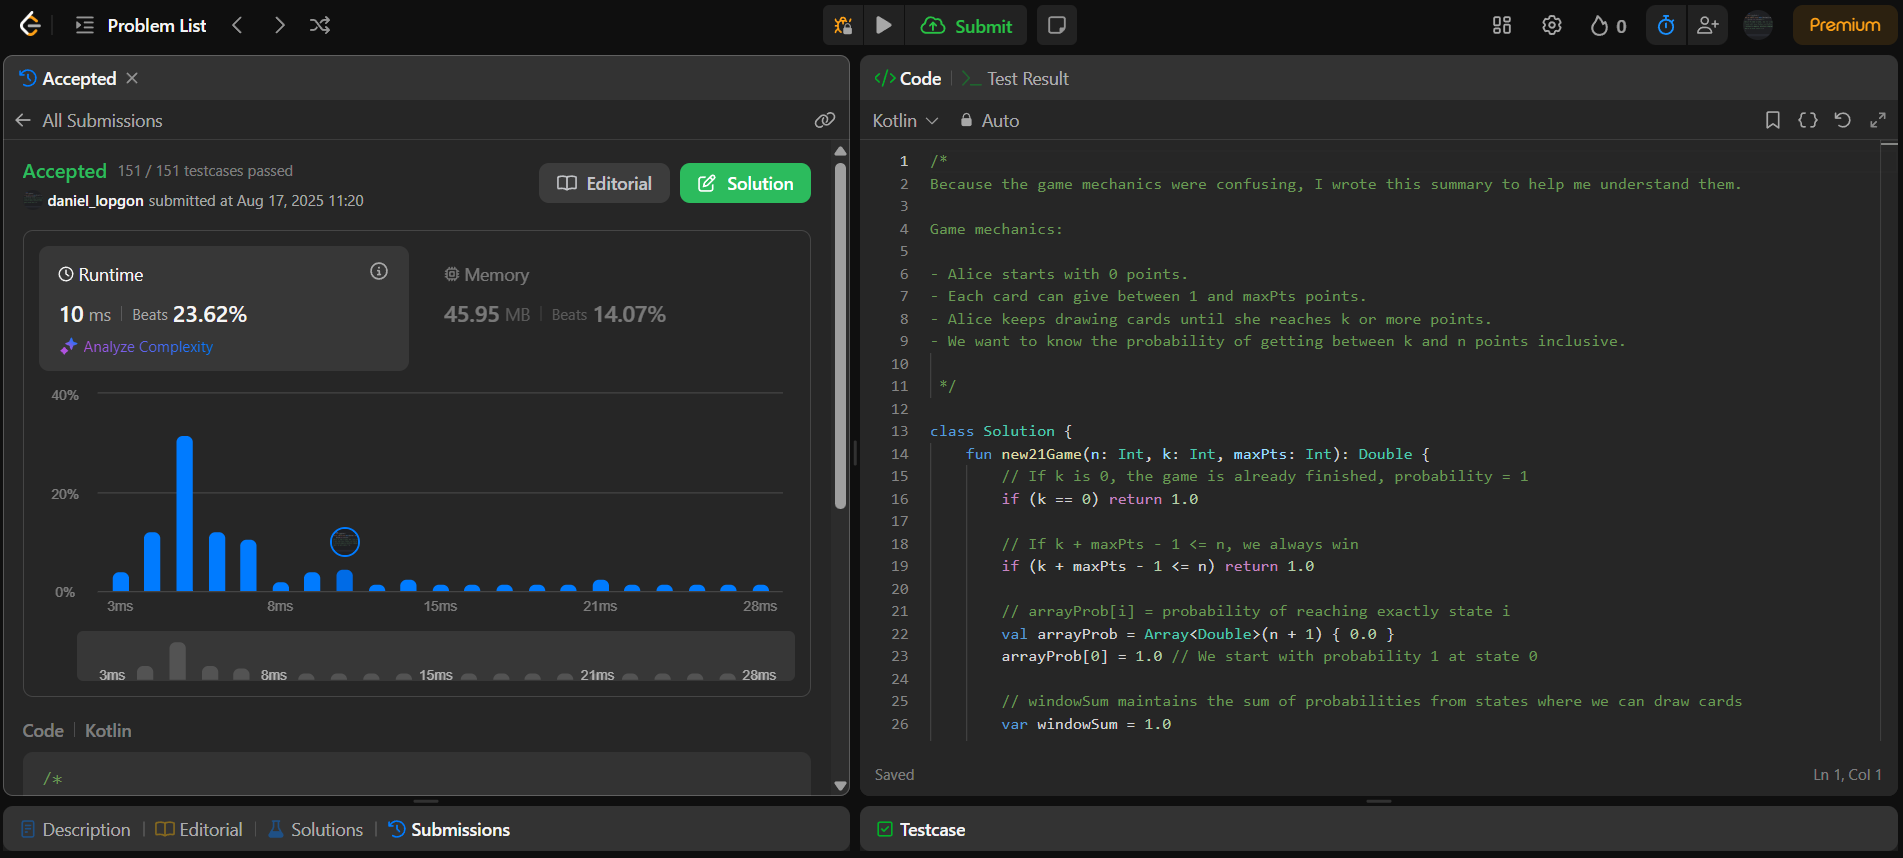 Problem List
Submit
0
Premium
Accepted
All Submissions
Accepted 151 / 151 testcases passed
daniel_lopgon submitted at Aug 17, 2025 11:20
Editorial
Solution
Runtime
10 ms | Beats 23.62%
Analyze Complexity
Memory
45.95 MB | Beats 14.07%
40%
20%
0%
3ms 8ms 15ms 21ms 28ms
3ms 8ms 15ms 21ms 28ms
Code | Kotlin
/*
Description | Editorial | Solutions | Submissions
</> Code | >_ Test Result
Kotlin Auto
{}
1 /*
2 Because the game mechanics were confusing, I wrote this summary to help me understand them.
3
4 Game mechanics:
5
6 - Alice starts with 0 points.
7 - Each card can give between 1 and maxPts points.
8 - Alice keeps drawing cards until she reaches k or more points.
9 - We want to know the probability of getting between k and n points inclusive.
10
11 */
12
13 class Solution {
14 fun new21Game(n: Int, k: Int, maxPts: Int): Double {
15 // If k is 0, the game is already finished, probability = 1
16 if (k == 0) return 1.0
17
18 // If k + maxPts - 1 <= n, we always win
19 if (k + maxPts - 1 <= n) return 1.0
20
21 // arrayProb[i] = probability of reaching exactly state i
22 val arrayProb = Array<Double>(n + 1) { 0.0 }
23 arrayProb[0] = 1.0 // We start with probability 1 at state 0
24
25 // windowSum maintains the sum of probabilities from states where we can draw cards
26 var windowSum = 1.0
Saved
Ln 1, Col 1
Testcase